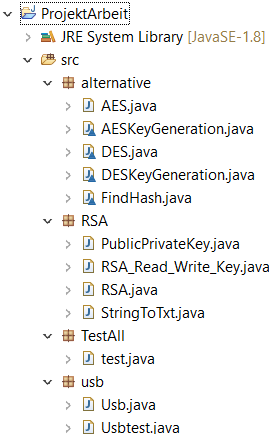 ProjektArbeit
JRE System Library [JavaSE-1.8]
src
alternative
AES.java
AESKeyGeneration.java
DES.java
DESKeyGeneration.java
FindHash.java
RSA
PublicPrivateKey.java
RSA_Read_Write_Key.java
RSA.java
StringToTxt.java
TestAll
test.java
usb
Usb.java
Usbtest.java